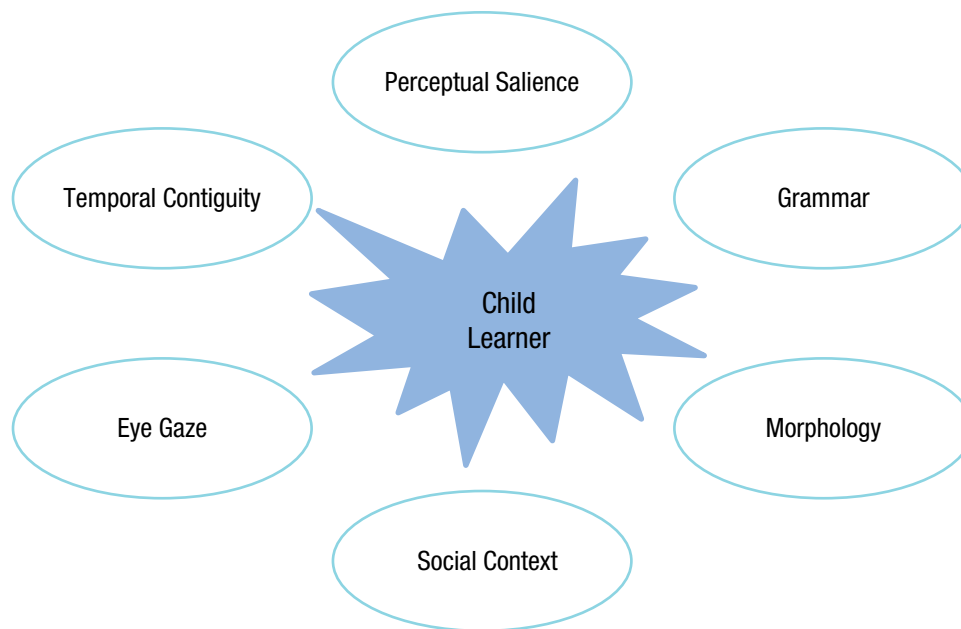 Perceptual Salience
Temporal Contiguity
Grammar
Child
Learner
Eye Gaze
Morphology
Social Context